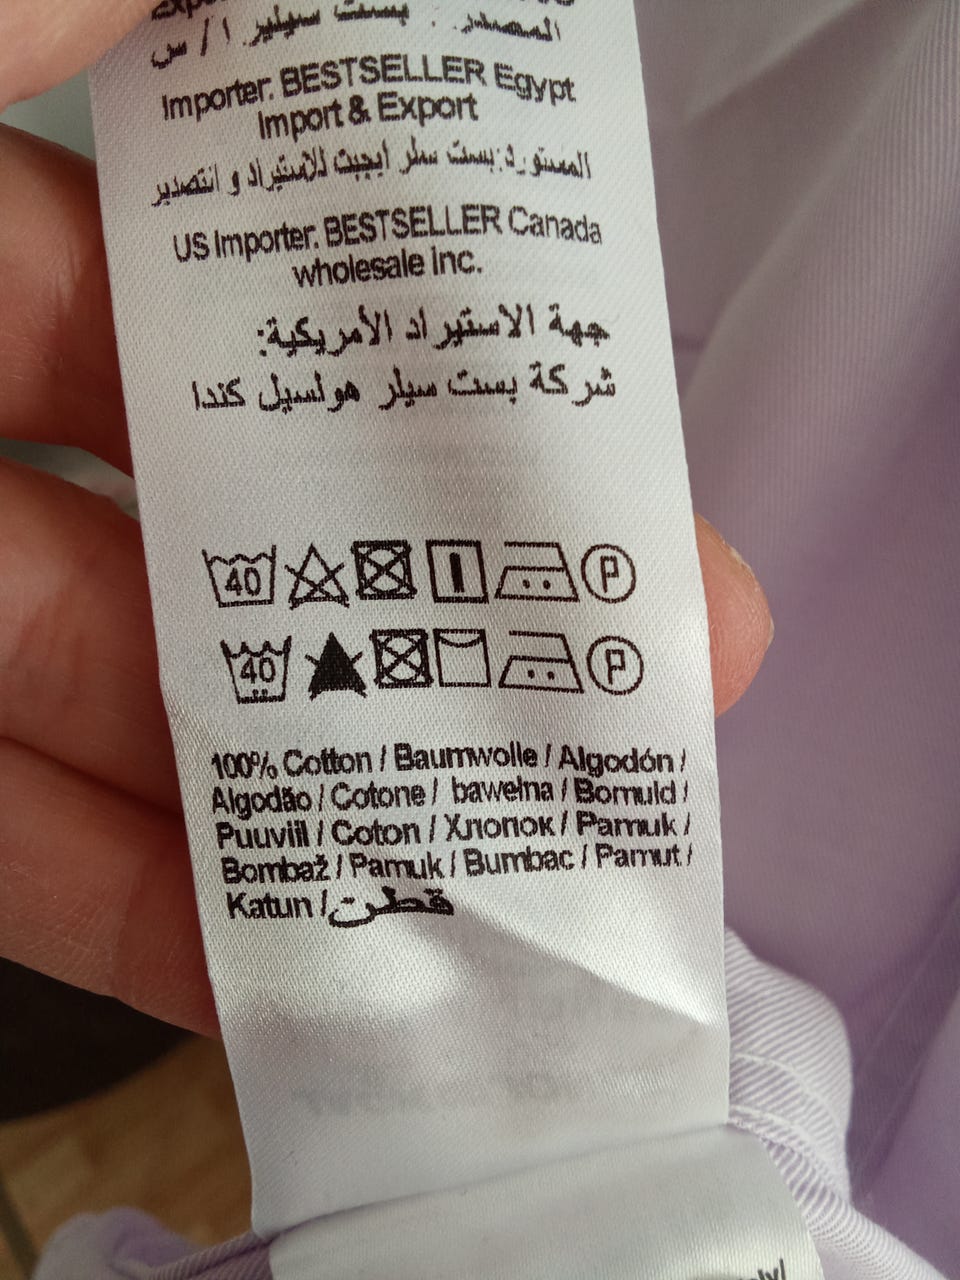 المصدر : بست سيلير ا / س
Importer: BESTSELLER Egypt
Import & Export
المستورد:بست سلر ايجبت للاستيراد و التصدير
US Importer: BESTSELLER Canada
wholesale Inc.
جهة الاستيراد الأمريكية:
شركة بست سيلر هولسيل كندا
40 P
40 P
100% Cotton / Baumwolle / Algodón /
Algodão / Cotone / bawełna / Bomuld /
Puuvill / Coton / Хлопок / Pamuk /
Bombaž / Pamuk / Bumbac / Pamut /
Katun / قطن